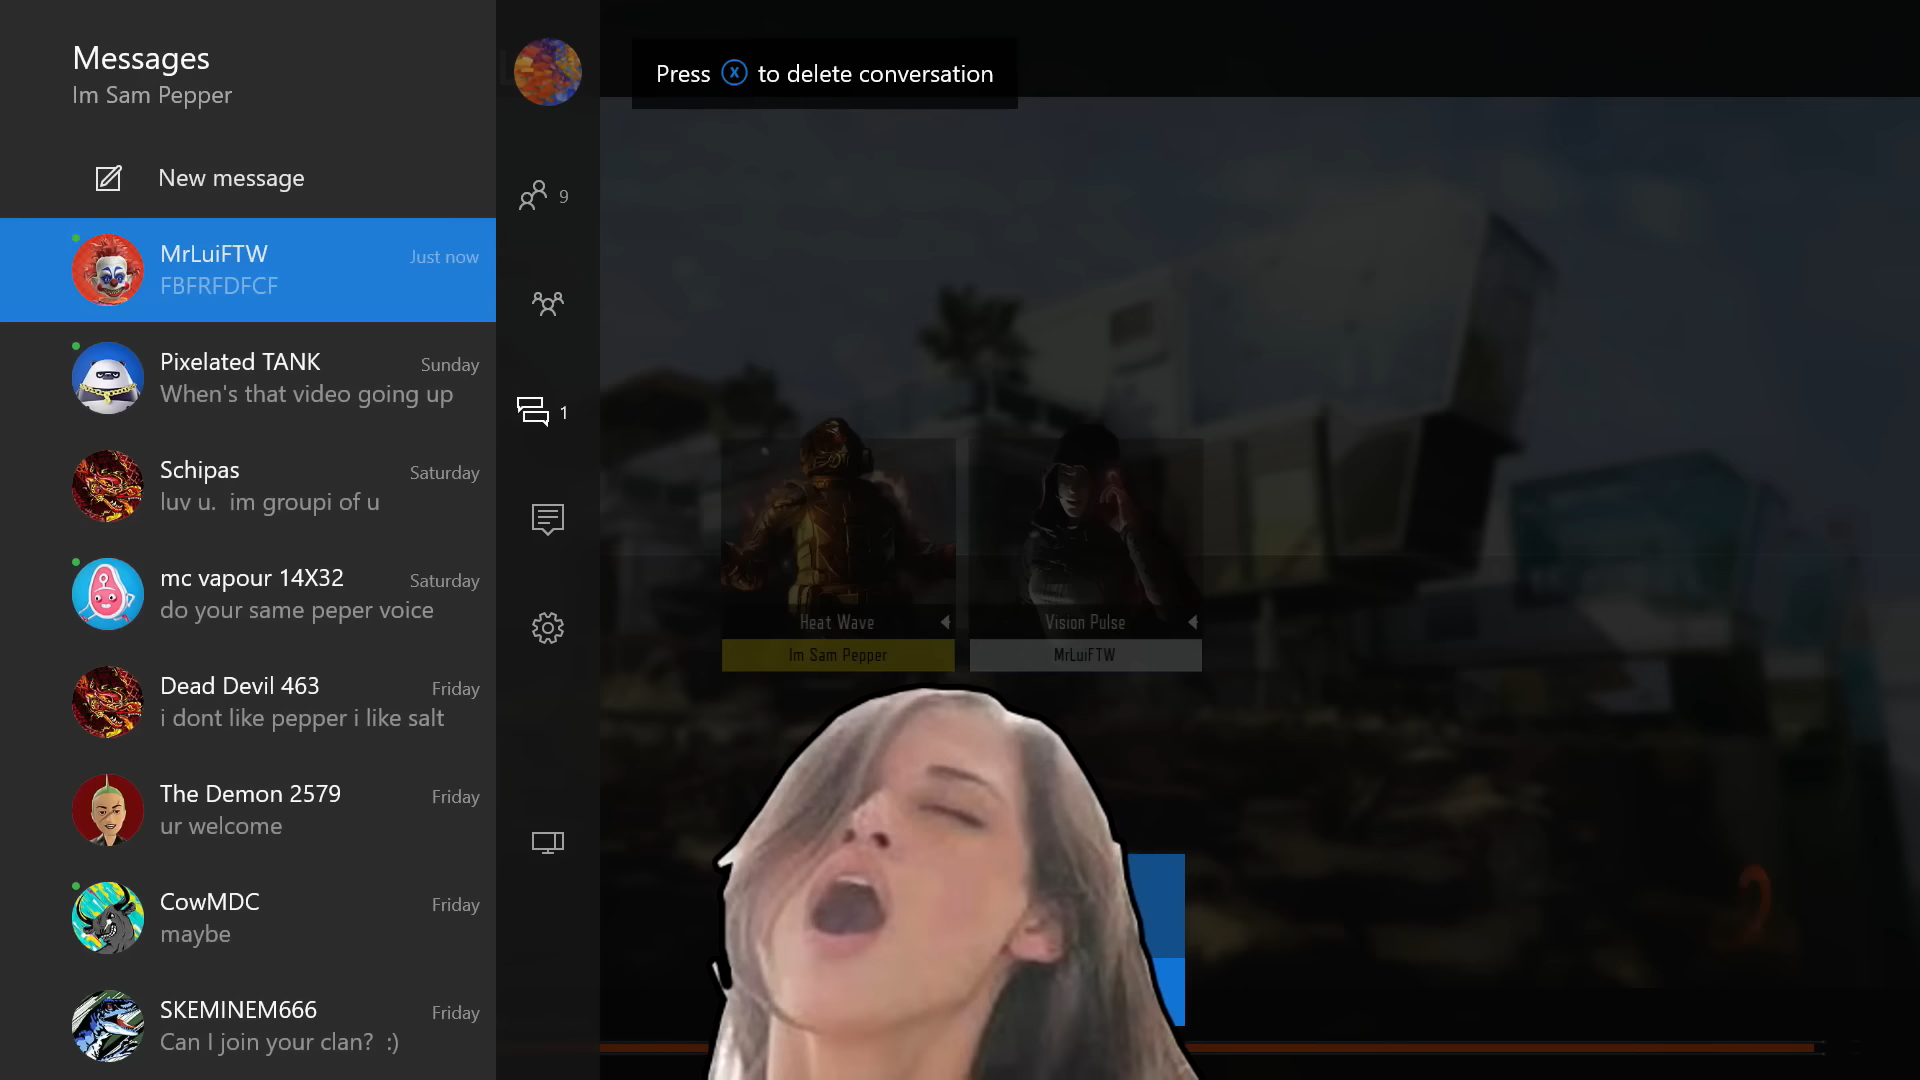 Messages
Im Sam Pepper
New message
MrLuiFTW
Just now
FBFRFDFCF
Pixelated TANK
Sunday
When's that video going up
Schipas
Saturday
luv u.  im groupi of u
mc vapour 14X32
Saturday
do your same peper voice
Dead Devil 463
Friday
i dont like pepper i like salt
The Demon 2579
Friday
ur welcome
CowMDC
Friday
maybe
SKEMINEM666
Friday
Can I join your clan?  :)
9
1
Press X to delete conversation
Heat Wave
Im Sam Pepper
Vision Pulse
MrLuiFTW